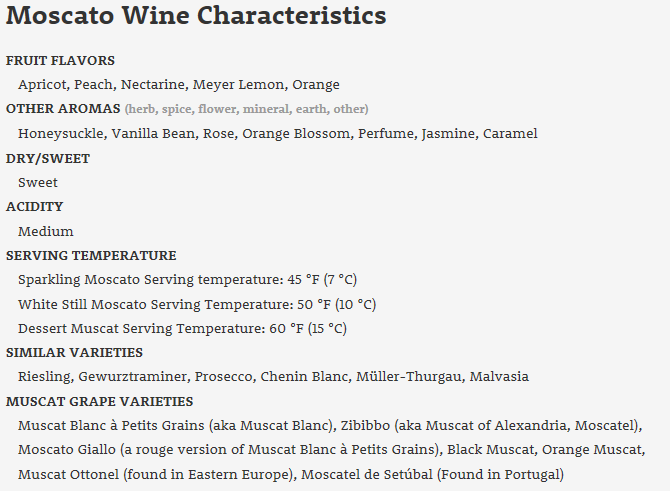 Moscato Wine Characteristics
FRUIT FLAVORS
Apricot, Peach, Nectarine, Meyer Lemon, Orange
OTHER AROMAS (herb, spice, flower, mineral, earth, other)
Honeysuckle, Vanilla Bean, Rose, Orange Blossom, Perfume, Jasmine, Caramel
DRY/SWEET
Sweet
ACIDITY
Medium
SERVING TEMPERATURE
Sparkling Moscato Serving temperature: 45 °F (7 °C)
White Still Moscato Serving Temperature: 50 °F (10 °C)
Dessert Muscat Serving Temperature: 60 °F (15 °C)
SIMILAR VARIETIES
Riesling, Gewurztraminer, Prosecco, Chenin Blanc, Müller-Thurgau, Malvasia
MUSCAT GRAPE VARIETIES
Muscat Blanc à Petits Grains (aka Muscat Blanc), Zibibbo (aka Muscat of Alexandria, Moscatel),
Moscato Giallo (a rouge version of Muscat Blanc à Petits Grains), Black Muscat, Orange Muscat,
Muscat Ottonel (found in Eastern Europe), Moscatel de Setúbal (Found in Portugal)